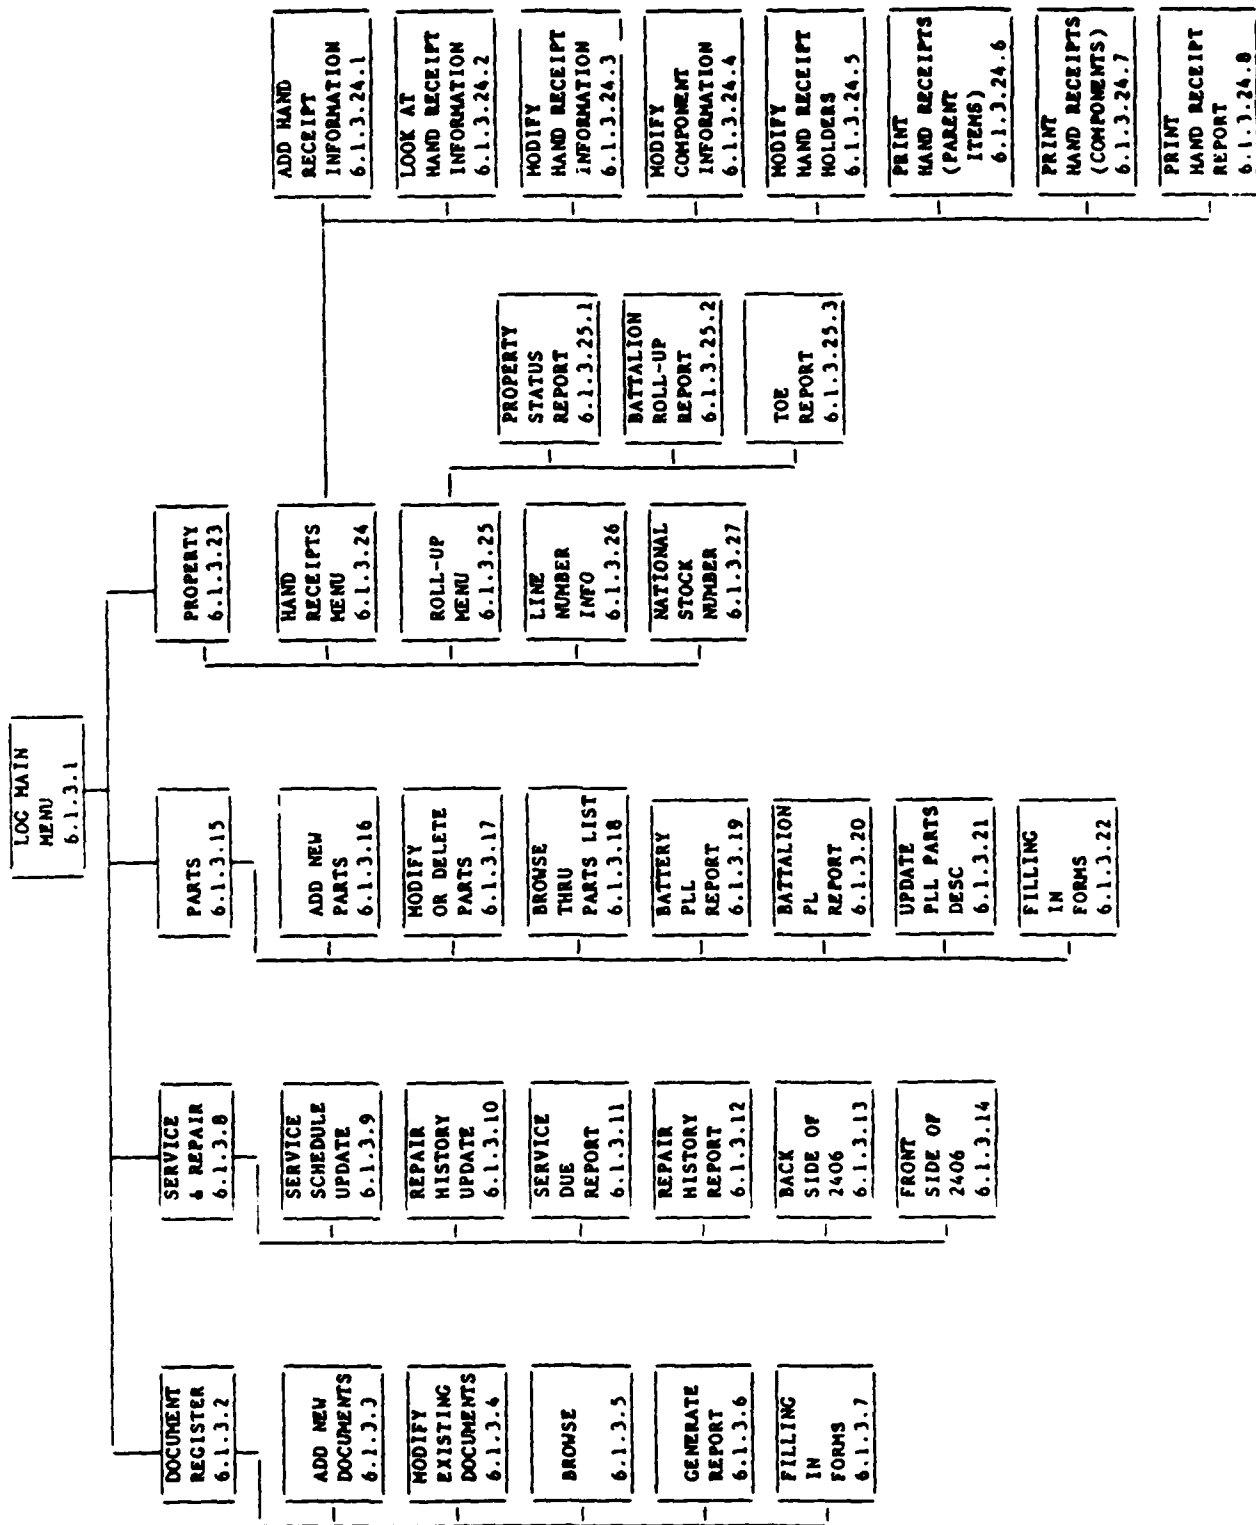 LOG MAIN
MENU
6.1.3.1
DOCUMENT
REGISTER
6.1.3.2
ADD NEW
DOCUMENTS
6.1.3.3
MODIFY
EXISTING
DOCUMENTS
6.1.3.4
BROWSE
6.1.3.5
GENERATE
REPORT
6.1.3.6
FILLING
IN
FORMS
6.1.3.7
SERVICE
& REPAIR
6.1.3.8
SERVICE
SCHEDULE
UPDATE
6.1.3.9
REPAIR
HISTORY
UPDATE
6.1.3.10
SERVICE
DUE
REPORT
6.1.3.11
REPAIR
HISTORY
REPORT
6.1.3.12
BACK
SIDE OF
2406
6.1.3.13
FRONT
SIDE OF
2406
6.1.3.14
PARTS
6.1.3.15
ADD NEW
PARTS
6.1.3.16
MODIFY
OR DELETE
PARTS
6.1.3.17
BROWSE
THRU
PARTS LIST
6.1.3.18
BATTERY
PLL
REPORT
6.1.3.19
BATTALION
PL
REPORT
6.1.3.20
UPDATE
PLL PARTS
DESC
6.1.3.21
FILLING
IN
FORMS
6.1.3.22
PROPERTY
6.1.3.23
HAND
RECEIPTS
MENU
6.1.3.24
ROLL-UP
MENU
6.1.3.25
LINE
NUMBER
INFO
6.1.3.26
NATIONAL
STOCK
NUMBER
6.1.3.27
PROPERTY
STATUS
REPORT
6.1.3.25.1
BATTALION
ROLL-UP
REPORT
6.1.3.25.2
TOE
REPORT
6.1.3.25.3
ADD HAND
RECEIPT
INFORMATION
6.1.3.24.1
LOOK AT
HAND RECEIPT
INFORMATION
6.1.3.24.2
MODIFY
HAND RECEIPT
INFORMATION
6.1.3.24.3
MODIFY
COMPONENT
INFORMATION
6.1.3.24.4
MODIFY
HAND RECEIPT
HOLDERS
6.1.3.24.5
PRINT
HAND RECEIPTS
(PARENT
ITEMS)
6.1.3.24.6
PRINT
HAND RECEIPTS
(COMPONENTS)
6.1.3.24.7
PRINT
HAND RECEIPT
REPORT
6.1.3.24.8